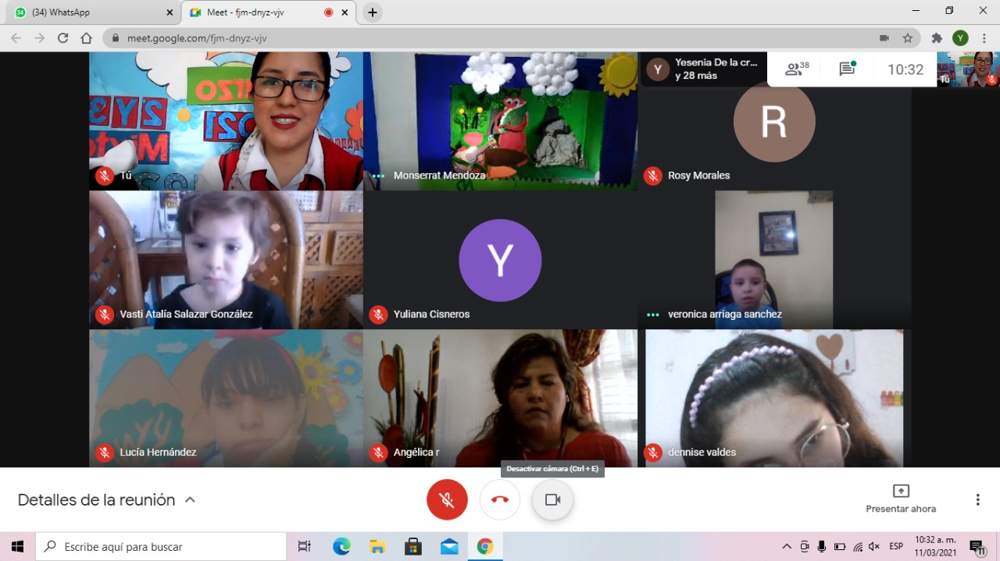 (34) WhatsApp
Meet - fjm-dnyz-vjv
meet.google.com/fjm-dnyz-vjv
Y
Y
Yesenia De la cr...
y 28 más
38
10:32
Tú
Tú
Monserrat Mendoza
R
Rosy Morales
Vasti Atalía Salazar González
Y
Yuliana Cisneros
veronica arriaga sanchez
Lucía Hernández
Angélica r
dennise valdes
Desactivar cámara (Ctrl + E)
Detalles de la reunión
Presentar ahora
Escribe aquí para buscar
ESP
10:32 a. m.
11/03/2021
11